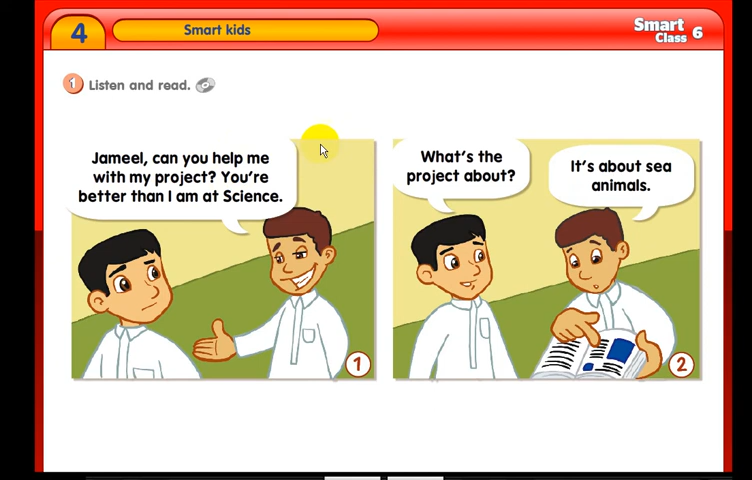 4
Smart kids
Smart
Class 6
1 Listen and read.
Jameel, can you help me
with my project? You're
better than I am at Science.
1
What's the
project about?
It's about sea
animals.
2